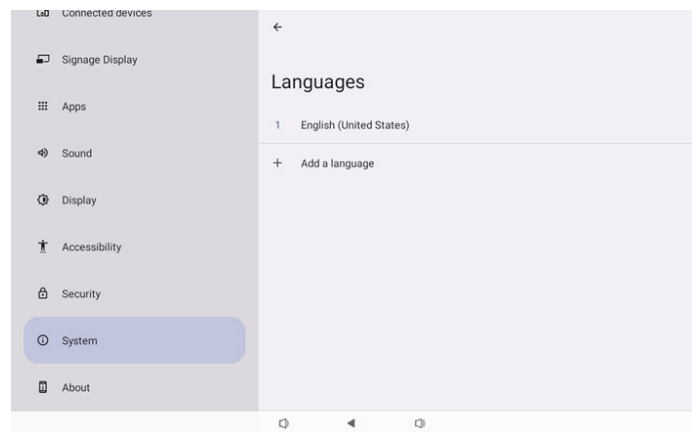 Connected devices
Signage Display
Apps
Sound
Display
Accessibility
Security
System
About
Languages
1 English (United States)
+ Add a language